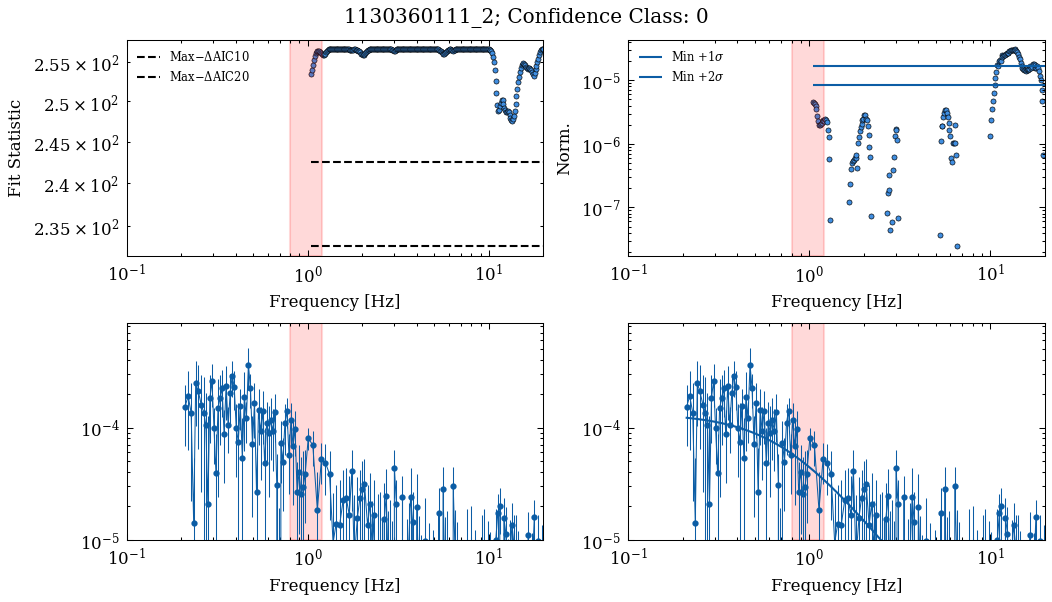 1130360111_2; Confidence Class: 0
Fit Statistic
2.55 × 10²
2.5 × 10²
2.45 × 10²
2.4 × 10²
2.35 × 10²
Max−ΔAIC10
Max−ΔAIC20
10⁻¹
10⁰
10¹
Frequency [Hz]
Norm.
10⁻⁵
10⁻⁶
10⁻⁷
Min +1σ
Min +2σ
10⁻¹
10⁰
10¹
Frequency [Hz]
10⁻⁴
10⁻⁵
10⁻¹
10⁰
10¹
Frequency [Hz]
10⁻⁴
10⁻⁵
10⁻¹
10⁰
10¹
Frequency [Hz]